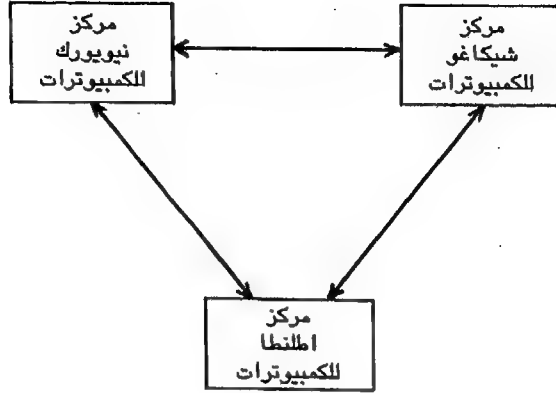 مركز
نيويورك
للكمبيوترات
مركز
شيكاغو
للكمبيوترات
مركز
اطلنطا
للكمبيوترات